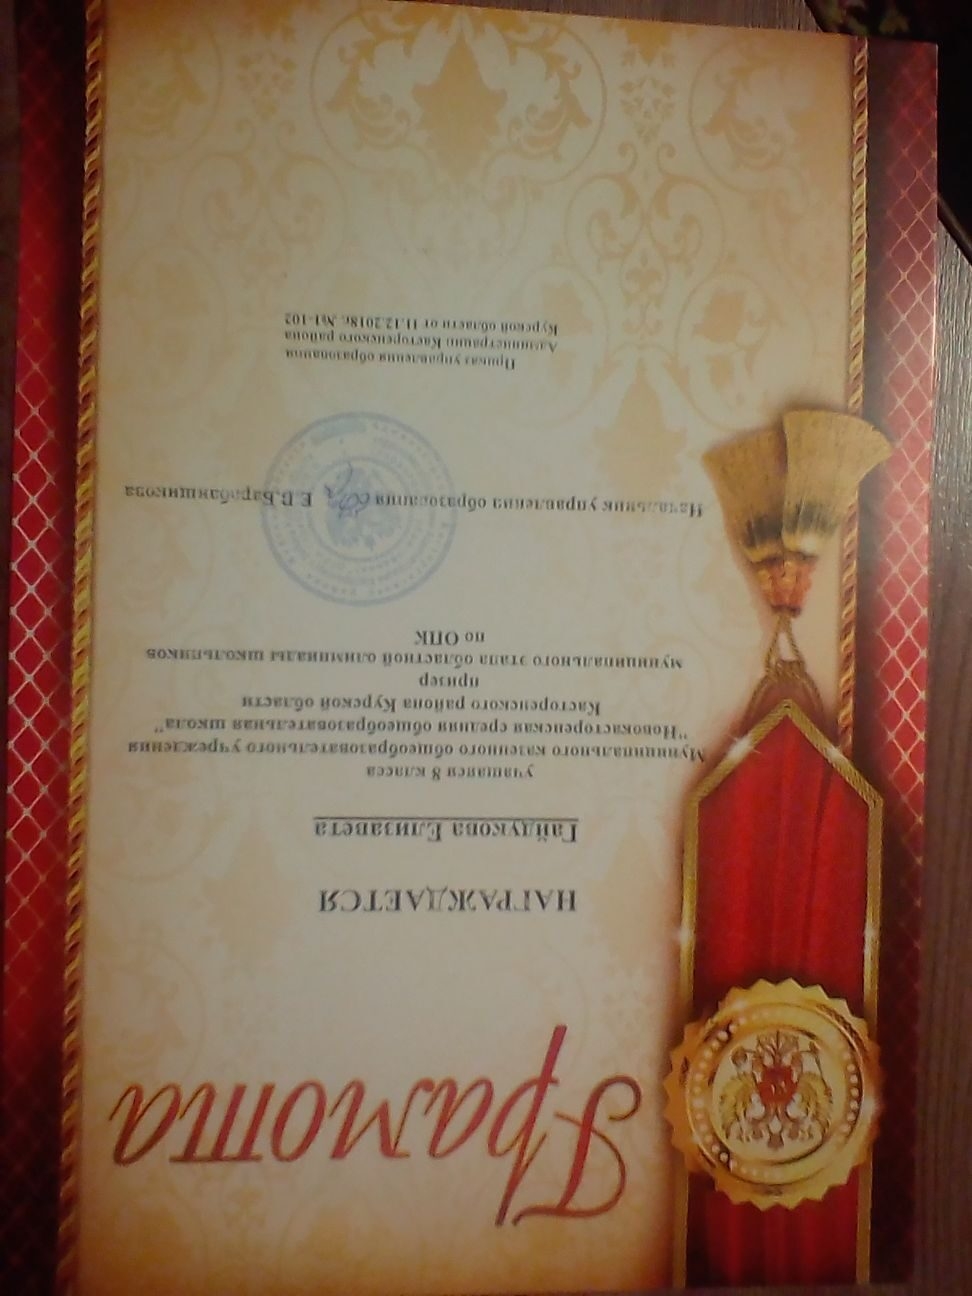 Грамота
НАГРАЖДАЕТСЯ
Гайдукова Елизавета
учащаяся 8 класса
Муниципального казенного общеобразовательного учреждения
"Новокасторенская средняя общеобразовательная школа"
Касторенского района Курской области
призер
муниципального этапа областной олимпиады школьников
по ОПК
Начальник управления образования Е.В.Барабанщикова
Приказ управления образования
Администрации Касторенского района
Курской области от 11.12.2018г. №1-102